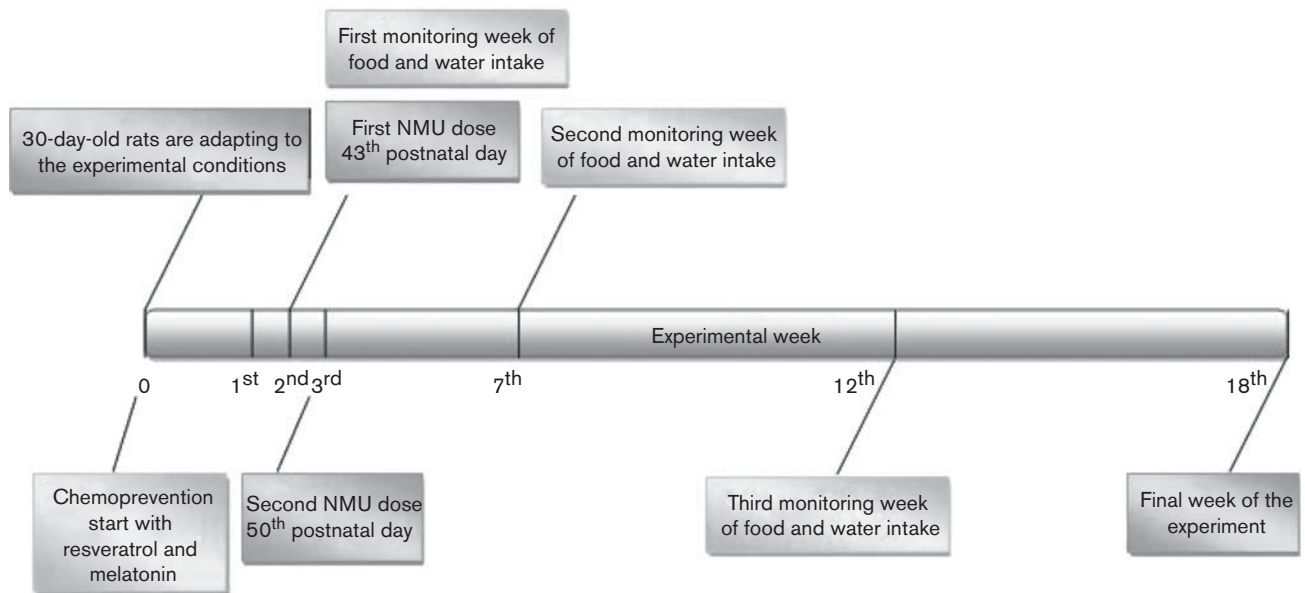 First monitoring week of
food and water intake
30-day-old rats are adapting to
the experimental conditions
First NMU dose
43th postnatal day
Second monitoring week
of food and water intake
Experimental week
0
1st
2nd
3rd
7th
12th
18th
Chemoprevention
start with
resveratrol and
melatonin
Second NMU dose
50th postnatal day
Third monitoring week
of food and water intake
Final week of the
experiment